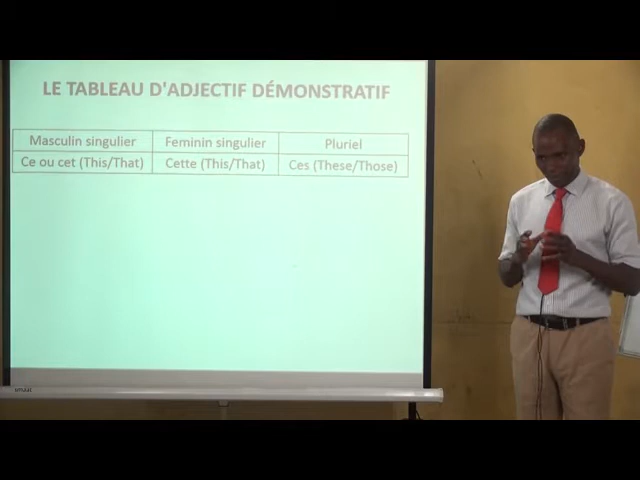 LE TABLEAU D'ADJECTIF DÉMONSTRATIF
Masculin singulier Feminin singulier Pluriel
Ce ou cet (This/That) Cette (This/That) Ces (These/Those)